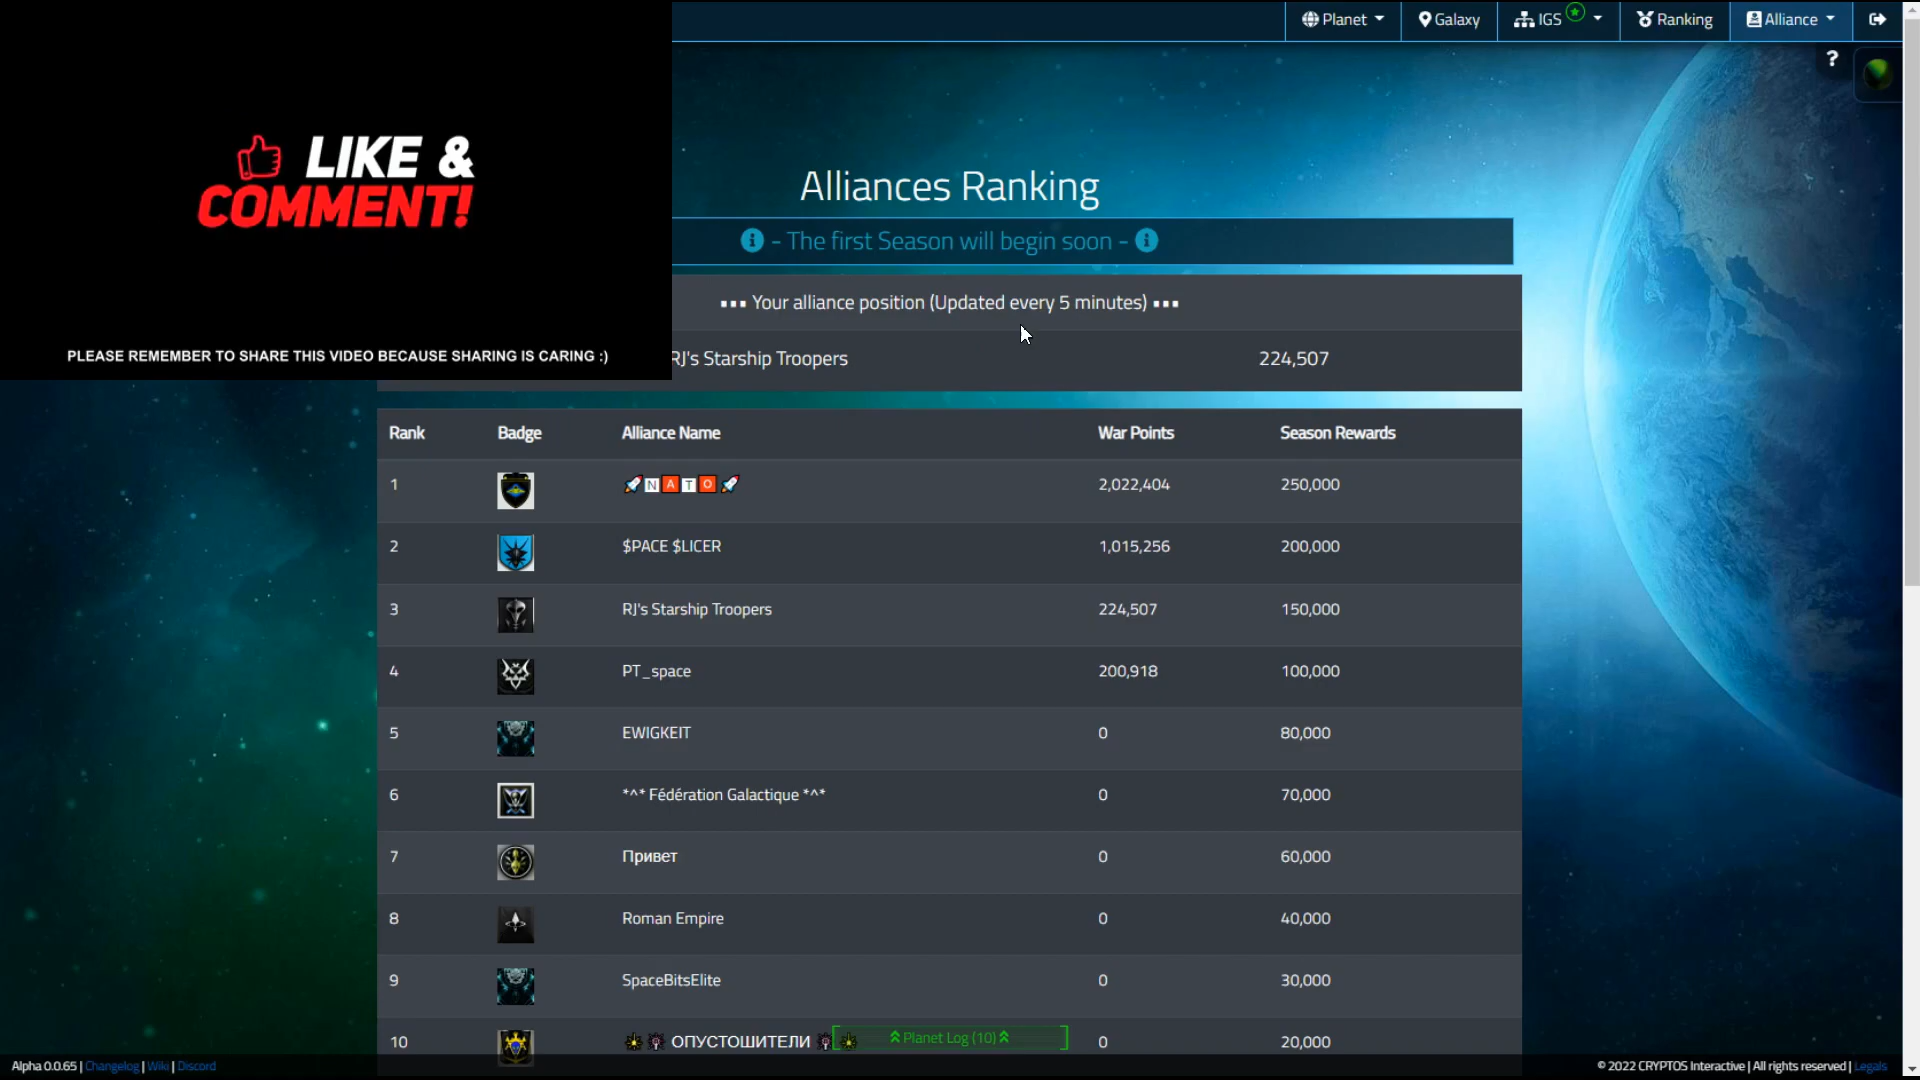 Planet Galaxy IGS Ranking Alliance
?
LIKE &
COMMENT!
PLEASE REMEMBER TO SHARE THIS VIDEO BECAUSE SHARING IS CARING :)
Alliances Ranking
- The first Season will begin soon -
Your alliance position (Updated every 5 minutes)
RJ's Starship Troopers 224,507
Rank Badge Alliance Name War Points Season Rewards
1 🚀NATO🚀 2,022,404 250,000
2 $PACE $LICER 1,015,256 200,000
3 RJ's Starship Troopers 224,507 150,000
4 PT_space 200,918 100,000
5 EWIGKEIT 0 80,000
6 *^* Fédération Galactique *^* 0 70,000
7 Привет 0 60,000
8 Roman Empire 0 40,000
9 SpaceBitsElite 0 30,000
10 ОПУСТОШИТЕЛИ 0 20,000
Planet Log (10)
Alpha 0.0.65 | Changelog | Wiki | Discord
© 2022 CRYPTOS Interactive | All rights reserved | Legals